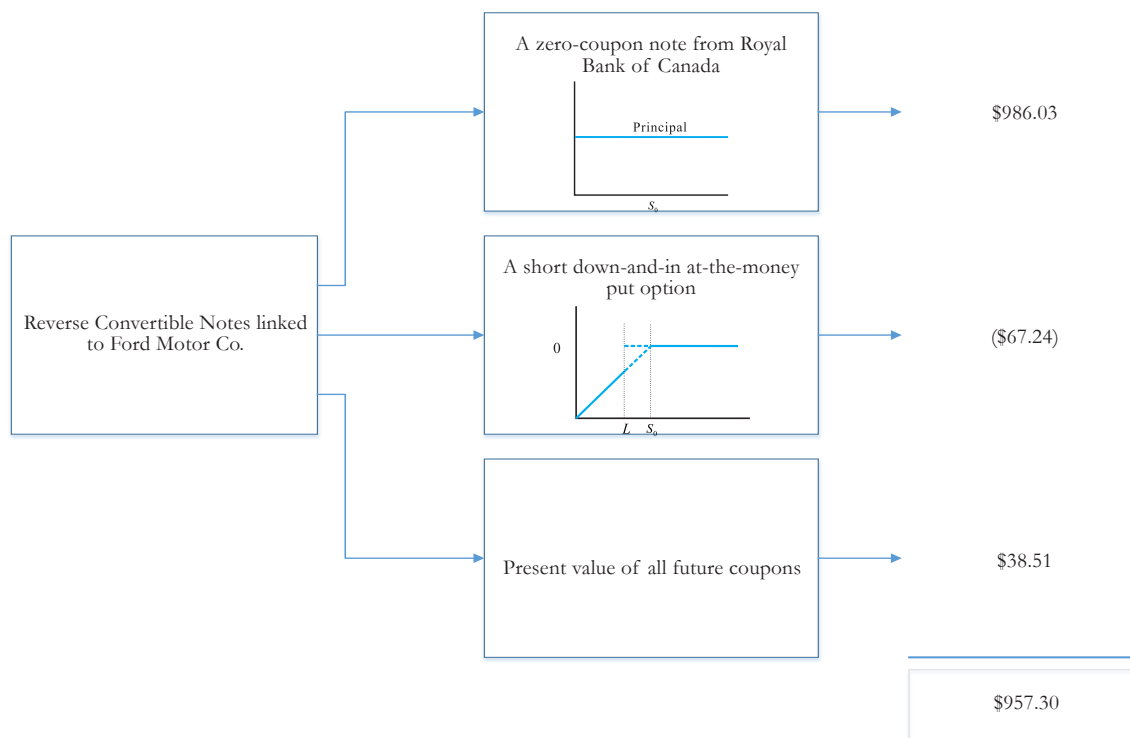 A zero-coupon note from Royal
Bank of Canada
Principal
S₀
$986.03
Reverse Convertible Notes linked
to Ford Motor Co.
A short down-and-in at-the-money
put option
0
L S₀
($67.24)
Present value of all future coupons
$38.51
$957.30